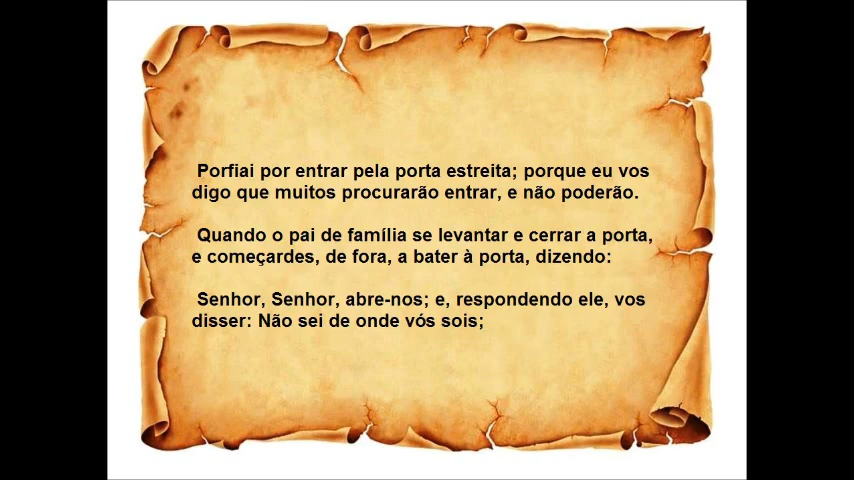 Porfiai por entrar pela porta estreita; porque eu vos
digo que muitos procurarão entrar, e não poderão.
Quando o pai de família se levantar e cerrar a porta,
e começardes, de fora, a bater à porta, dizendo:
Senhor, Senhor, abre-nos; e, respondendo ele, vos
disser: Não sei de onde vós sois;